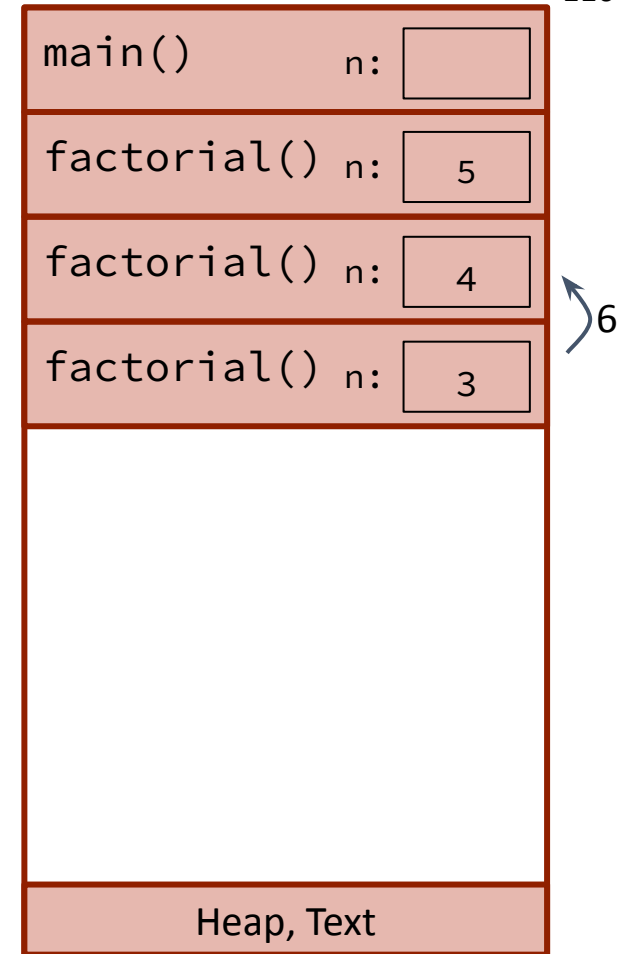 main() n:
factorial() n: 5
factorial() n: 4
factorial() n: 3
6
Heap, Text